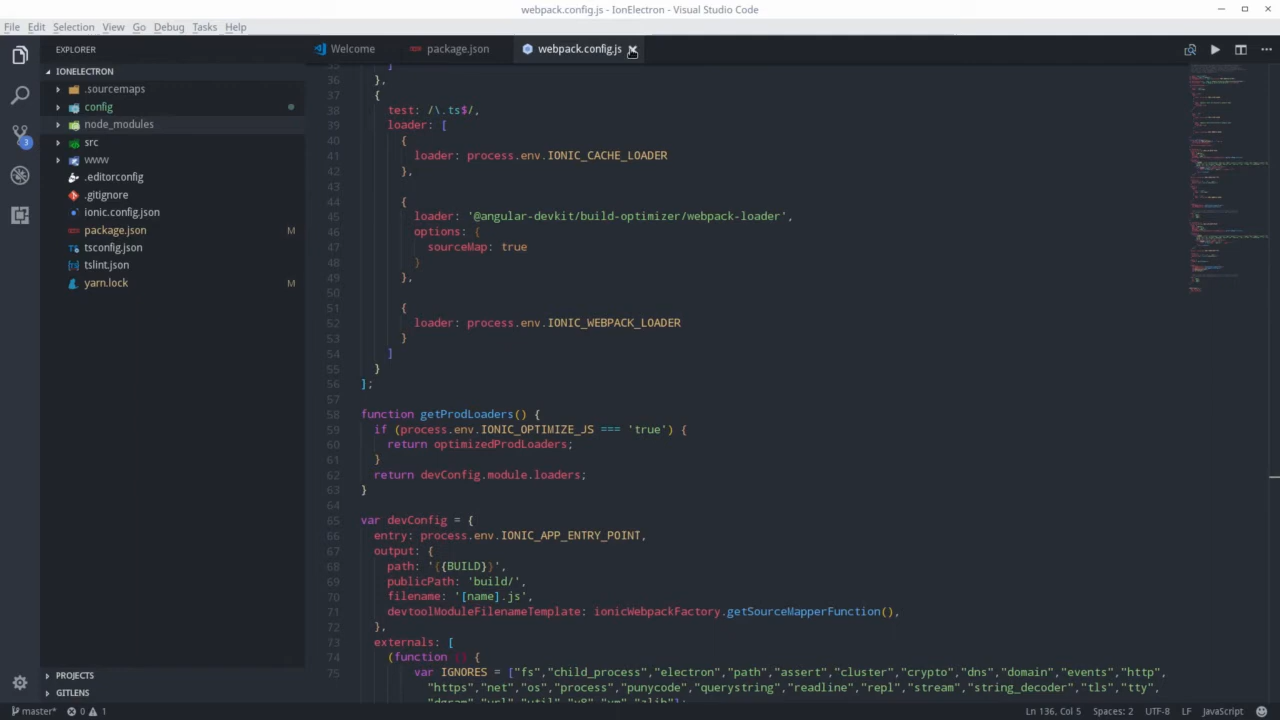 webpack.config.js - IonElectron - Visual Studio Code
File Edit Selection View Go Debug Tasks Help
EXPLORER
Welcome
package.json
webpack.config.js
IONELECTRON
.sourcemaps
config
node_modules
src
www
.editorconfig
.gitignore
ionic.config.json
package.json M
tsconfig.json
tslint.json
yarn.lock M
3
PROJECTS
GITLENS
35 ]
36 },
37 {
38 test: /\.ts$/,
39 loader: [
40 {
41 loader: process.env.IONIC_CACHE_LOADER
42 },
43
44 {
45 loader: '@angular-devkit/build-optimizer/webpack-loader',
46 options: {
47 sourceMap: true
48 }
49 },
50
51 {
52 loader: process.env.IONIC_WEBPACK_LOADER
53 }
54 ]
55 }
56 ];
57
58 function getProdLoaders() {
59 if (process.env.IONIC_OPTIMIZE_JS === 'true') {
60 return optimizedProdLoaders;
61 }
62 return devConfig.module.loaders;
63 }
64
65 var devConfig = {
66 entry: process.env.IONIC_APP_ENTRY_POINT,
67 output: {
68 path: '{{BUILD}}',
69 publicPath: 'build/',
70 filename: '[name].js',
71 devtoolModuleFilenameTemplate: ionicWebpackFactory.getSourceMapperFunction(),
72 },
73 externals: [
74 (function () {
75 var IGNORES = ["fs","child_process","electron","path","assert","cluster","crypto","dns","domain","events","http",
"https","net","os","process","punycode","querystring","readline","repl","stream","string_decoder","tls","tty",
"dgram","url","util","v8","vm","zlib"];
master* 0 1
Ln 136, Col 5 Spaces: 2 UTF-8 LF JavaScript